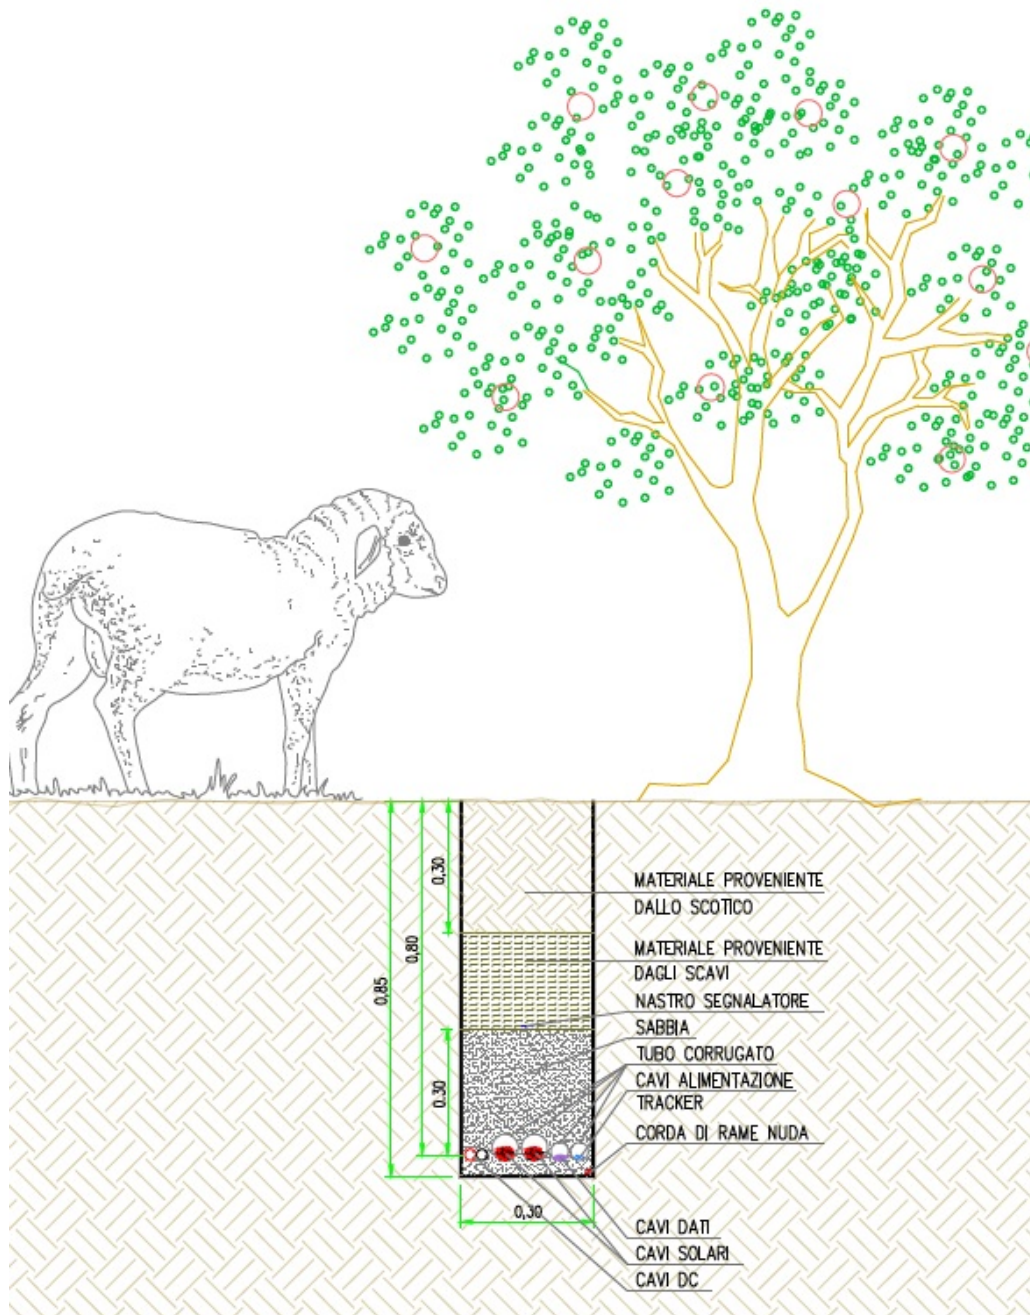 0,30
MATERIALE PROVENIENTE
DALLO SCOTICO
0,80
MATERIALE PROVENIENTE
DAGLI SCAVI
0,85
NASTRO SEGNALATORE
SABBIA
TUBO CORRUGATO
0.30
CAVI ALIMENTAZIONE
TRACKER
CORDA DI RAME NUDA
0,30
CAVI DATI
CAVI SOLARI
CAVI DC